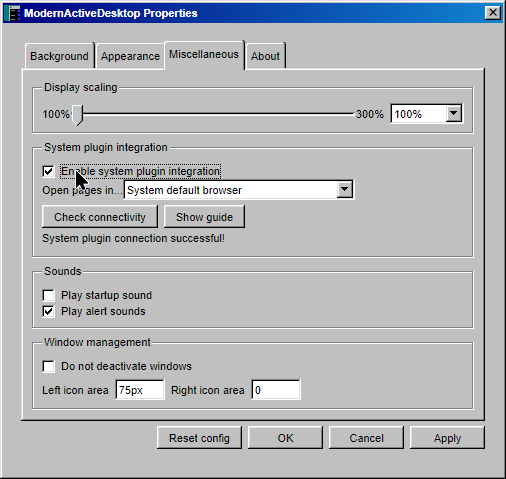 ModernActiveDesktop Properties
Background Appearance Miscellaneous About
Display scaling
100% 300% 100%
System plugin integration
Enable system plugin integration
Open pages in... System default browser
Check connectivity Show guide
System plugin connection successful!
Sounds
Play startup sound
Play alert sounds
Window management
Do not deactivate windows
Left icon area 75px Right icon area 0
Reset config OK Cancel Apply